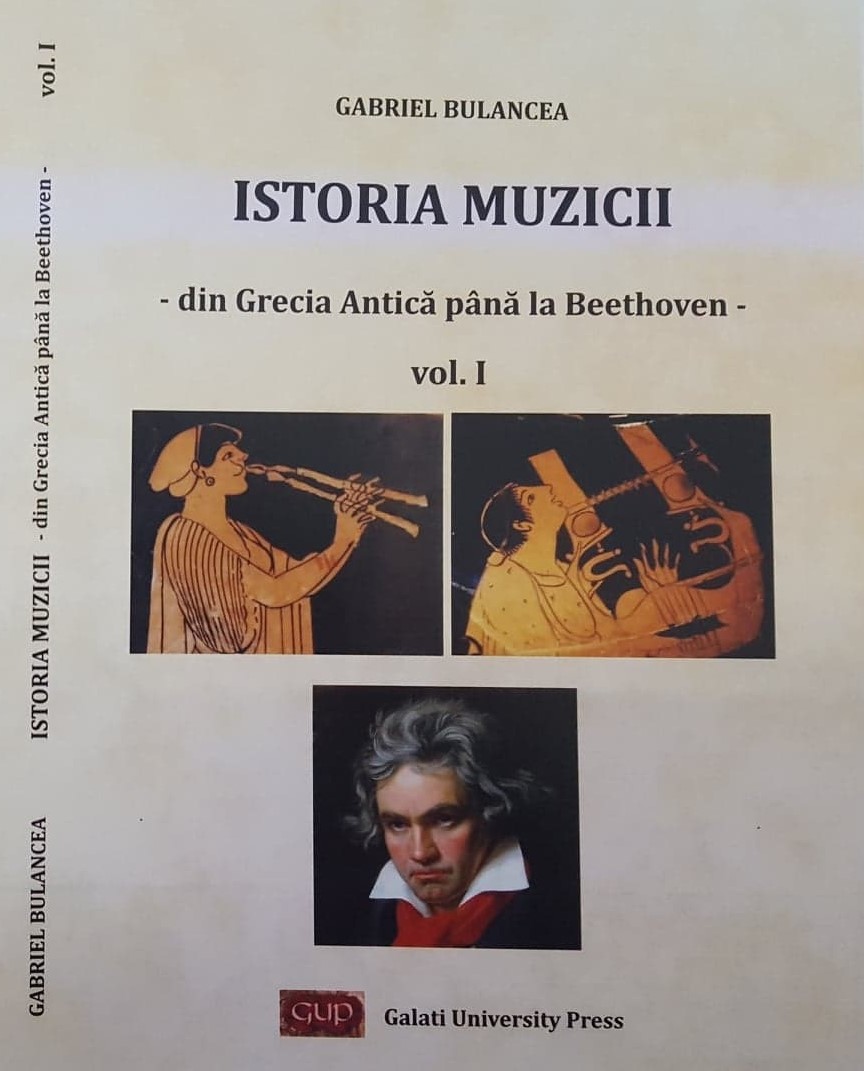 GABRIEL BULANCEA
ISTORIA MUZICII
- din Grecia Antică până la Beethoven -
vol. I
GUP
Galati University Press
GABRIEL BULANCEA ISTORIA MUZICII - din Grecia Antică până la Beethoven - vol. I